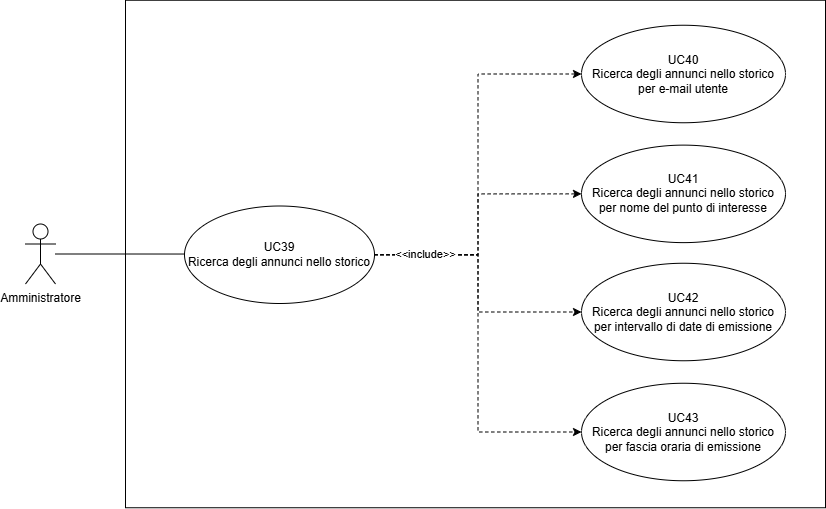 UC40
Ricerca degli annunci nello storico
per e-mail utente
UC41
Ricerca degli annunci nello storico
per nome del punto di interesse
UC39
Ricerca degli annunci nello storico
<<include>>
Amministratore
UC42
Ricerca degli annunci nello storico
per intervallo di date di emissione
UC43
Ricerca degli annunci nello storico
per fascia oraria di emissione